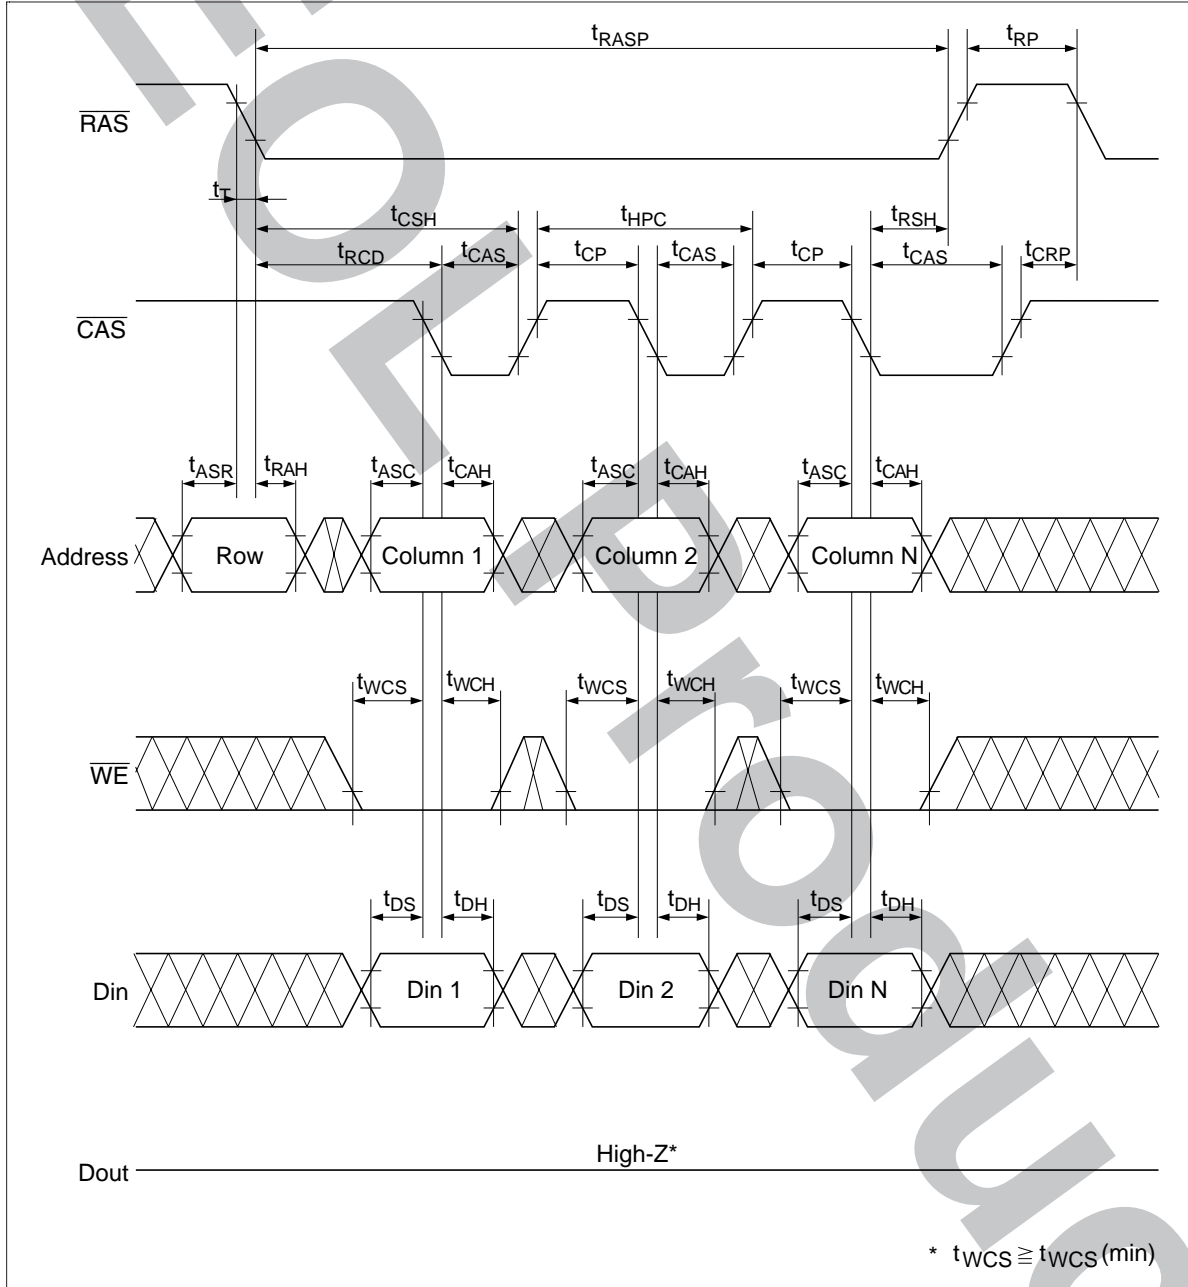 tRASP tRP
RAS
tT
tCSH tHPC tRSH
tRCD tCAS tCP tCAS tCP tCAS tCRP
CAS
tASR tRAH tASC tCAH tASC tCAH tASC tCAH
Address Row Column 1 Column 2 Column N
tWCS tWCH tWCS tWCH tWCS tWCH
WE
tDS tDH tDS tDH tDS tDH
Din Din 1 Din 2 Din N
High-Z*
Dout
* tWCS ≧ tWCS (min)
EOL Produc